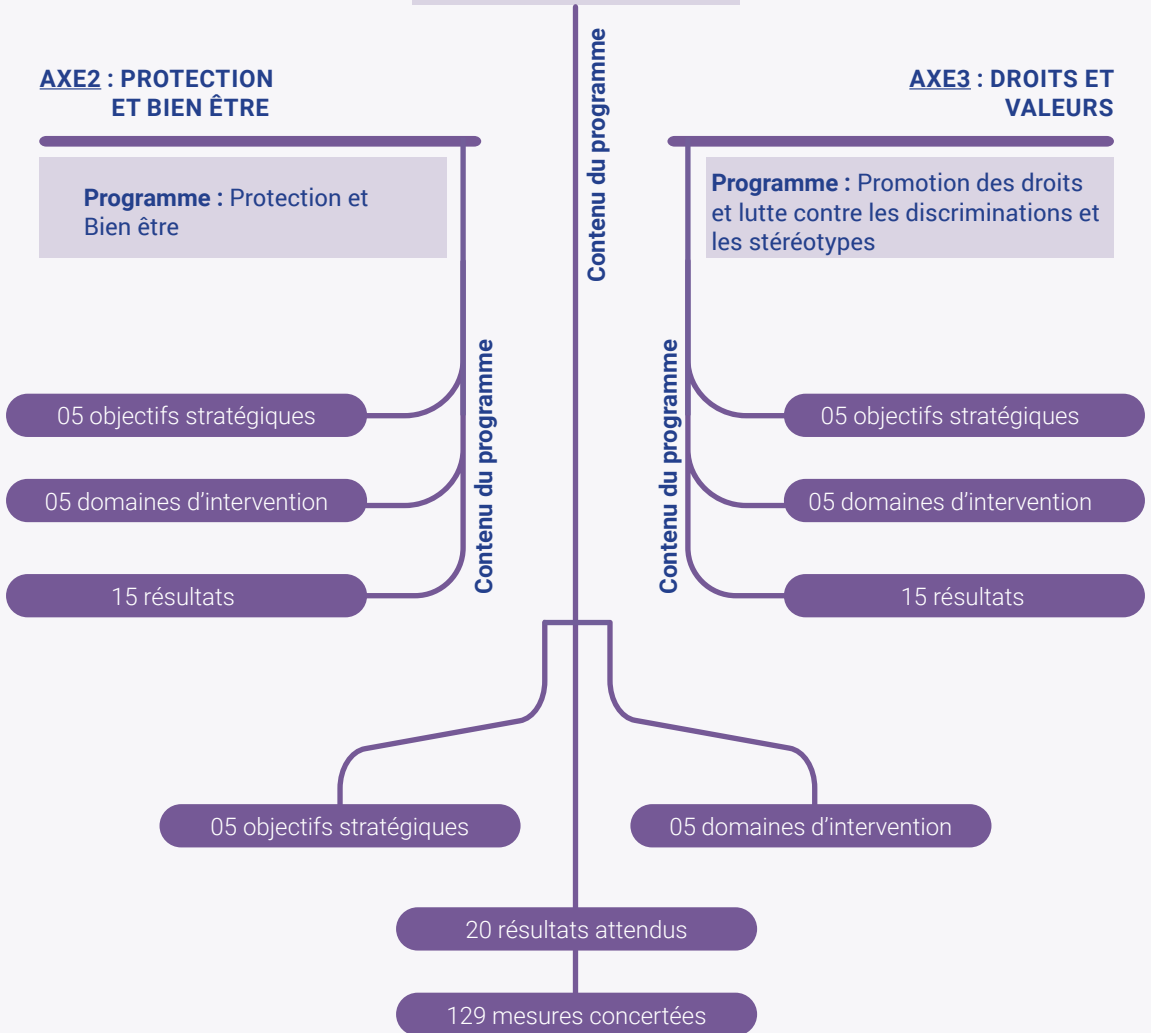 AXE2 : PROTECTION
ET BIEN ÊTRE
Programme : Protection et
Bien être
Contenu du programme
05 objectifs stratégiques
05 domaines d'intervention
15 résultats
Contenu du programme
AXE3 : DROITS ET
VALEURS
Programme : Promotion des droits
et lutte contre les discriminations et
les stéréotypes
Contenu du programme
05 objectifs stratégiques
05 domaines d'intervention
15 résultats
05 objectifs stratégiques
05 domaines d'intervention
20 résultats attendus
129 mesures concertées